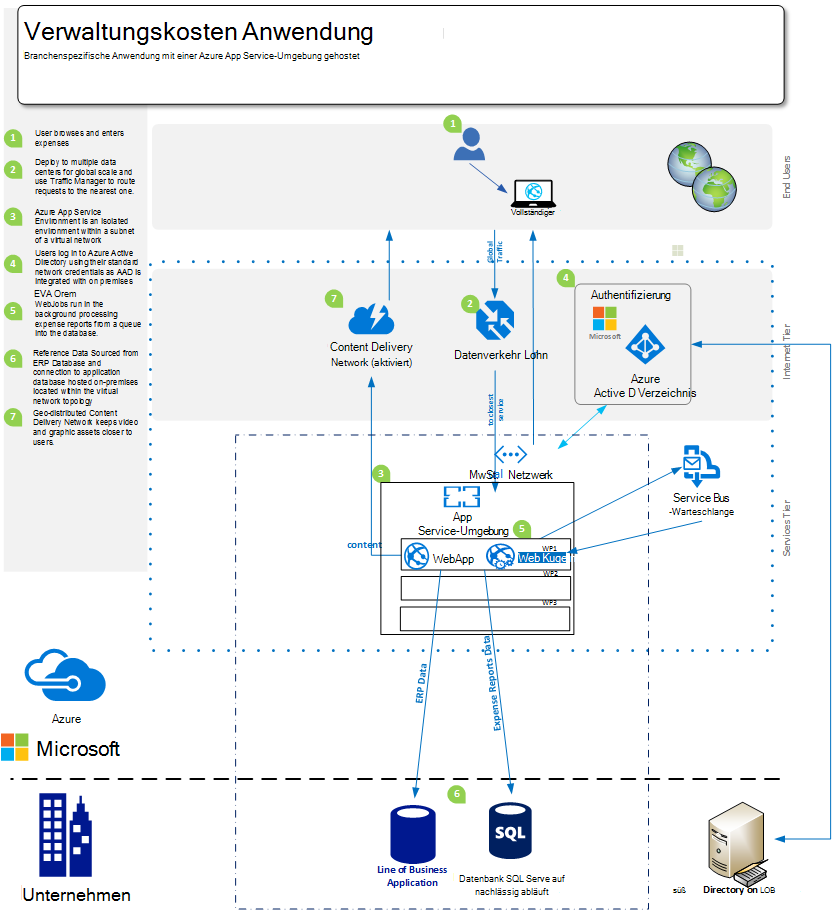 Verwaltungskosten Anwendung
Branchenspezifische Anwendung mit einer Azure App Service-Umgebung gehostet
1
User browses and enters
expenses
2
Deploy to multiple data
centers for global scale and
use Traffic Manager to route
requests to the nearest one.
3
Azure App Service
Environment is an isolated
environment within a subnet
of a virtual network
4
Users log in to Azure Active
Directory using their standard
network credentials as AAD is
integrated with on premises
EVA Orem
5
WebJobs run in the
background processing
expense reports from a queue
into the database.
6
Reference Data Sourced from
ERP Database and
connection to application
database hosted on-premises
located within the virtual
network topology
7
Geo-distributed Content
Delivery Network keeps video
and graphic assets closer to
users.
1
Vollständiger
End Users
Global
Traffic
7
Content Delivery
Network (aktiviert)
2
Datenverkehr Lohn
4
Authentifizierung
Microsoft
Azure
Active D Verzeichnis
Internet Tier
to closest
service
MwSt. Netzwerk
3
App
Service-Umgebung
5
content
WebApp
WP1
Web Kugeln
WP2
WP3
Service Bus
-Warteschlange
Services Tier
ERP Data
Expense Reports Data
Azure
Microsoft
Unternehmen
6
Line of Business
Application
SQL
Datenbank SQL Serve auf
nachlässig abläuft
süß
Directory on LOB